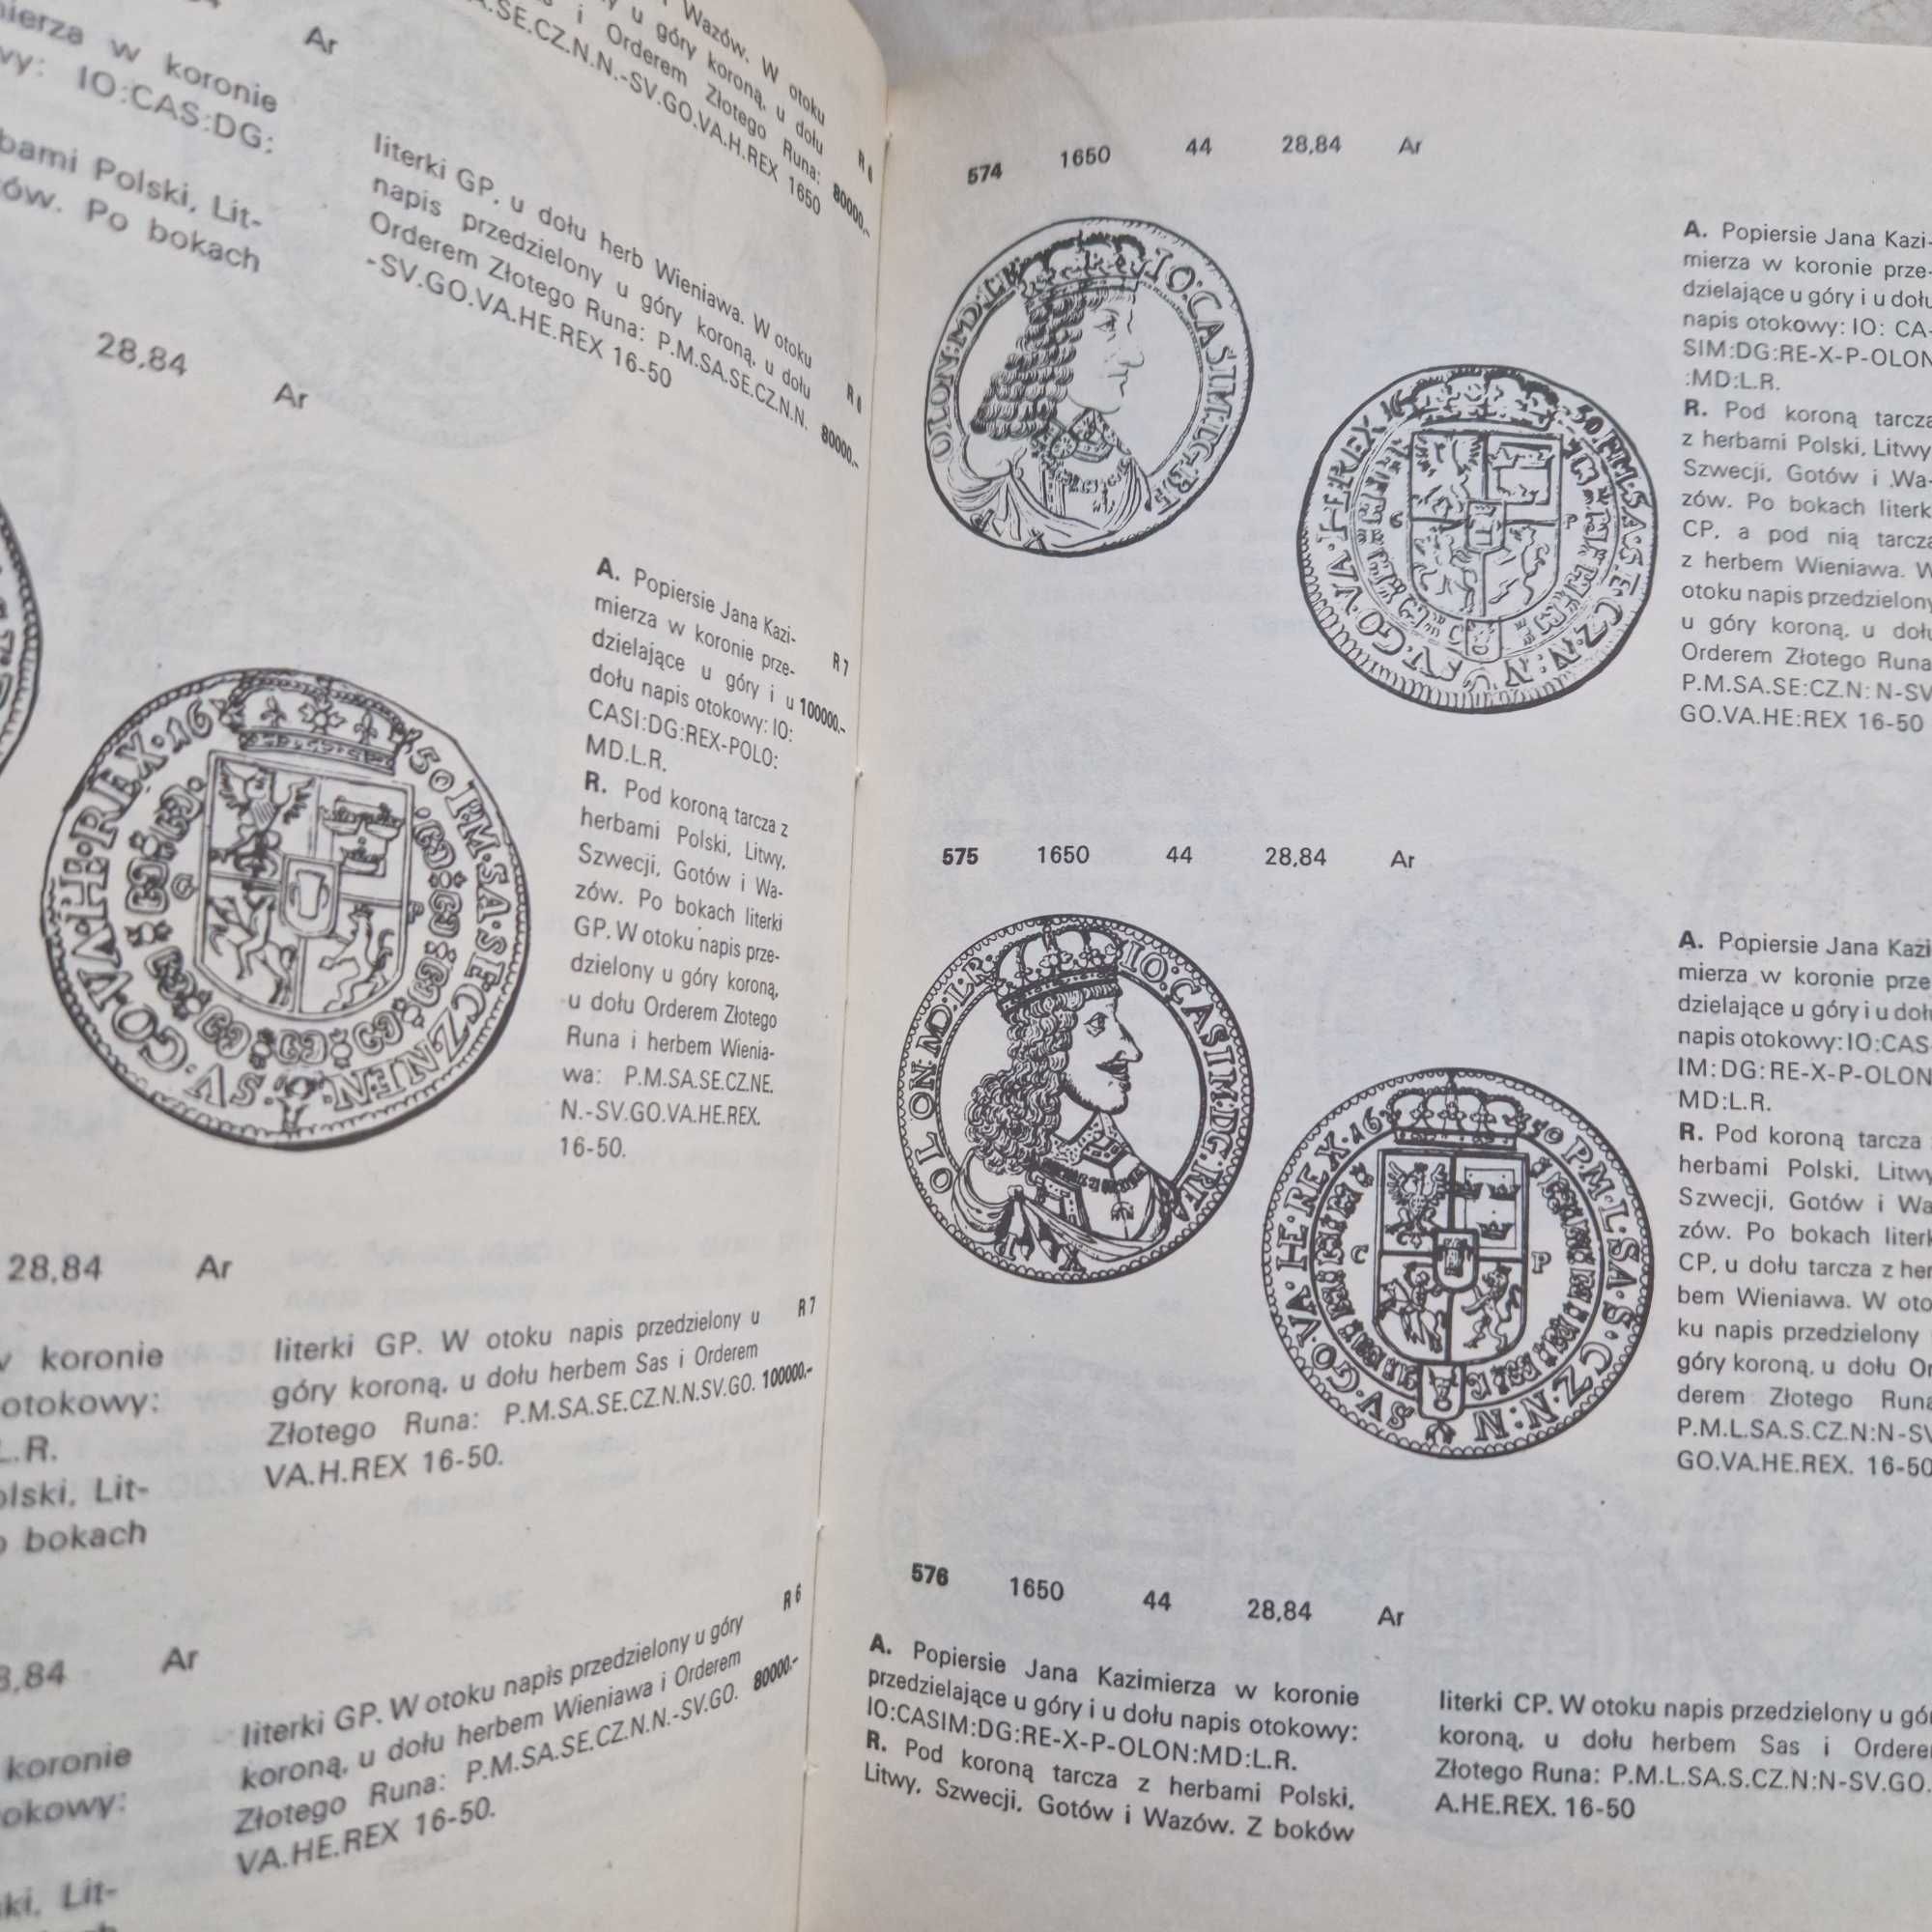 Ar
mierza w koronie
IO:CAS:DG:
bami Polski, Lit-
ów. Po bokach
Wazów. W otoku
u góry koroną, u dołu
i Orderem Złotego Runa:
SE.CZ.N.N.-SV.GO.VA.H.REX 1650
R 6
80000.-
literki GP, u dołu herb Wieniawa. W otoku
napis przedzielony u góry koroną, u dołu
Orderem Złotego Runa: P.M.SA.SE.CZ.N.N.
-SV.GO.VA.HE.REX 16-50
R 6
80000.-
28,84 Ar
A. Popiersie Jana Kazi-
mierza w koronie prze-
dzielające u góry i u
dołu napis otokowy: IO:
CASI:DG:REX-POLO:
MD.L.R.
R. Pod koroną tarcza z
herbami Polski, Litwy,
Szwecji, Gotów i Wa-
zów. Po bokach literki
GP. W otoku napis prze-
dzielony u góry koroną,
u dołu Orderem Złotego
Runa i herbem Wienia-
wa: P.M.SA.SE.CZ.NE.
N.-SV.GO.VA.HE.REX.
16-50.
R 7
100000.-
28,84 Ar
koronie
otokowy:
L.R.
olski, Lit-
bokach
literki GP. W otoku napis przedzielony u
góry koroną, u dołu herbem Sas i Orderem
Złotego Runa: P.M.SA.SE.CZ.N.N.SV.GO.
VA.H.REX 16-50.
R 7
100000.-
8,84 Ar
koronie
okowy:
ki, Lit-
literki GP. W otoku napis przedzielony u góry
koroną, u dołu herbem Wieniawa i Orderem
Złotego Runa: P.M.SA.SE.CZ.N.N.-SV.GO.
VA.HE.REX 16-50.
R 6
80000.-
574 1650 44 28,84 Ar
A. Popiersie Jana Kazi-
mierza w koronie prze-
dzielające u góry i u dołu
napis otokowy: IO: CA-
SIM:DG:RE-X-P-OLON
:MD:L.R.
R. Pod koroną tarcza
z herbami Polski, Litwy
Szwecji, Gotów i Wa-
zów. Po bokach literk
CP, a pod nią tarcza
z herbem Wieniawa. W
otoku napis przedzielony
u góry koroną, u dołu
Orderem Złotego Runa
P.M.SA.SE:CZ.N: N-SV
GO.VA.HE:REX 16-50
575 1650 44 28,84 Ar
A. Popiersie Jana Kazi
mierza w koronie prze
dzielające u góry i u dołu
napis otokowy:IO:CAS-
IM:DG:RE-X-P-OLON
MD:L.R.
R. Pod koroną tarcza
herbami Polski, Litwy
Szwecji, Gotów i Wa
zów. Po bokach literk
CP, u dołu tarcza z her
bem Wieniawa. W oto
ku napis przedzielony
góry koroną, u dołu Or
derem Złotego Runa
P.M.L.SA.S.CZ.N:N-SV
GO.VA.HE.REX. 16-50
576 1650 44 28,84 Ar
A. Popiersie Jana Kazimierza w koronie
przedzielające u góry i u dołu napis otokowy:
IO:CASIM:DG:RE-X-P-OLON:MD:L.R.
R. Pod koroną tarcza z herbami Polski,
Litwy, Szwecji, Gotów i Wazów. Z boków
literki CP. W otoku napis przedzielony u gór
koroną, u dołu herbem Sas i Ordere
Złotego Runa: P.M.L.SA.S.CZ.N:N-SV.GO.
A.HE.REX. 16-50